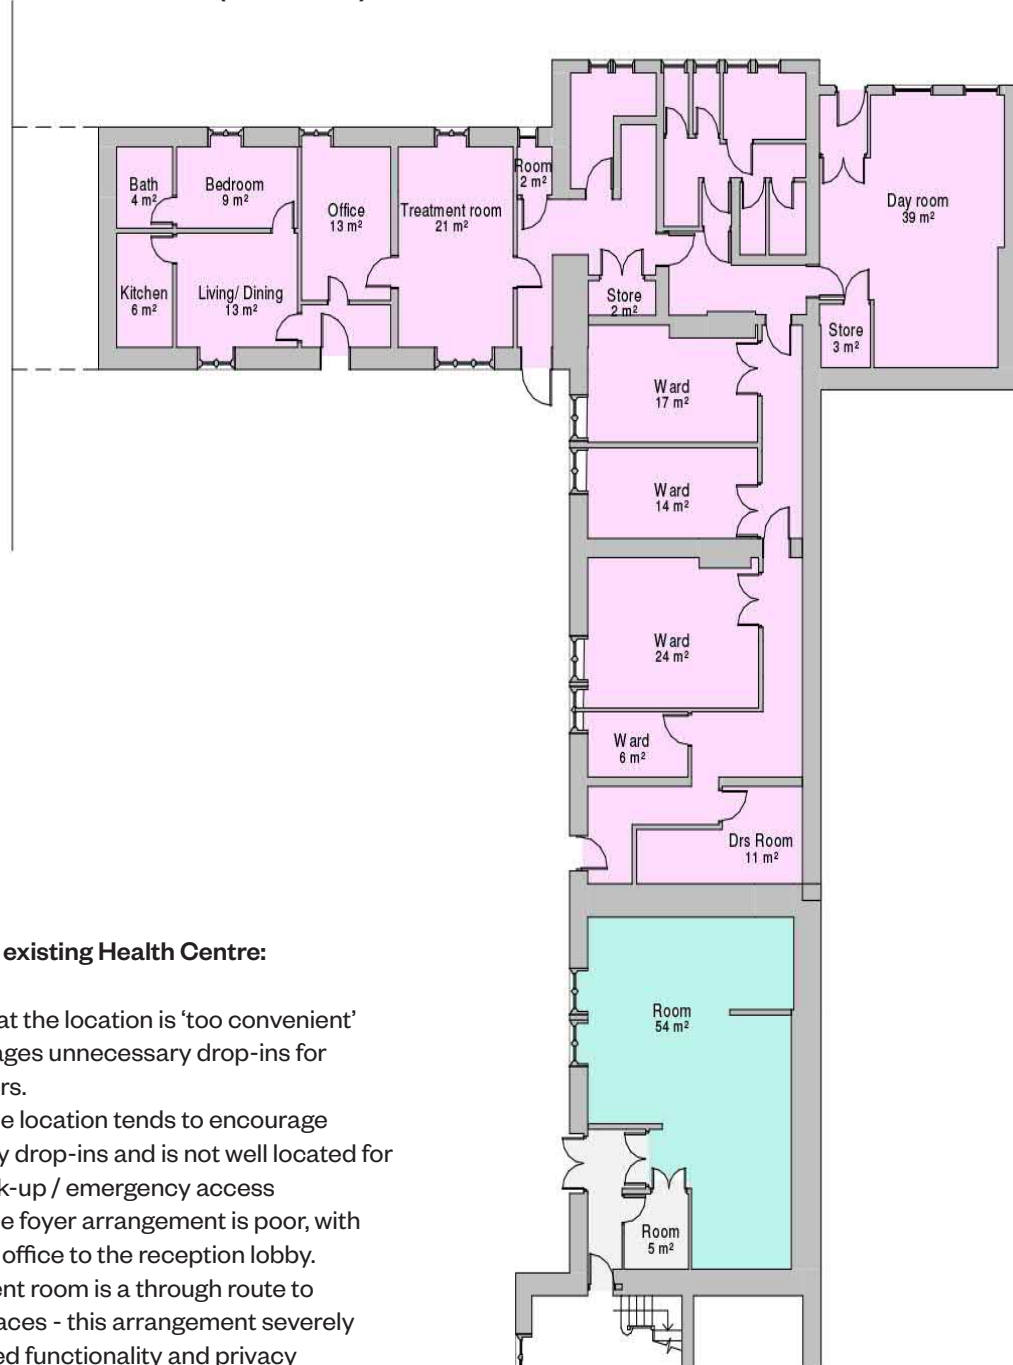 Bath
4 m²
Bedroom
9 m²
Office
13 m²
Treatment room
21 m²
Room
2 m²
Day room
39 m²
Kitchen
6 m²
Living/ Dining
13 m²
Store
2 m²
Store
3 m²
Ward
17 m²
Ward
14 m²
Ward
24 m²
Ward
6 m²
Drs Room
11 m²
Room
54 m²
Room
5 m²
existing Health Centre:
at the location is ‘too convenient’
ages unnecessary drop-ins for
rs.
e location tends to encourage
y drop-ins and is not well located for
k-up / emergency access
e foyer arrangement is poor, with
office to the reception lobby.
ent room is a through route to
aces - this arrangement severely
ed functionality and privacy